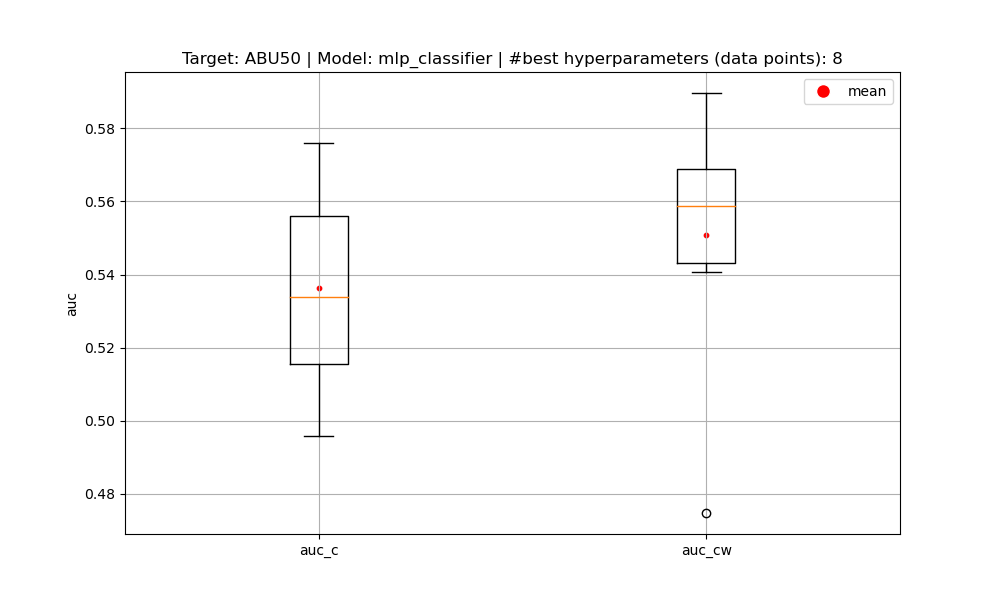 Target: ABU50 | Model: mlp_classifier | #best hyperparameters (data points): 8
mean
0.58
0.56
0.54
0.52
0.50
0.48
auc
auc_c
auc_cw